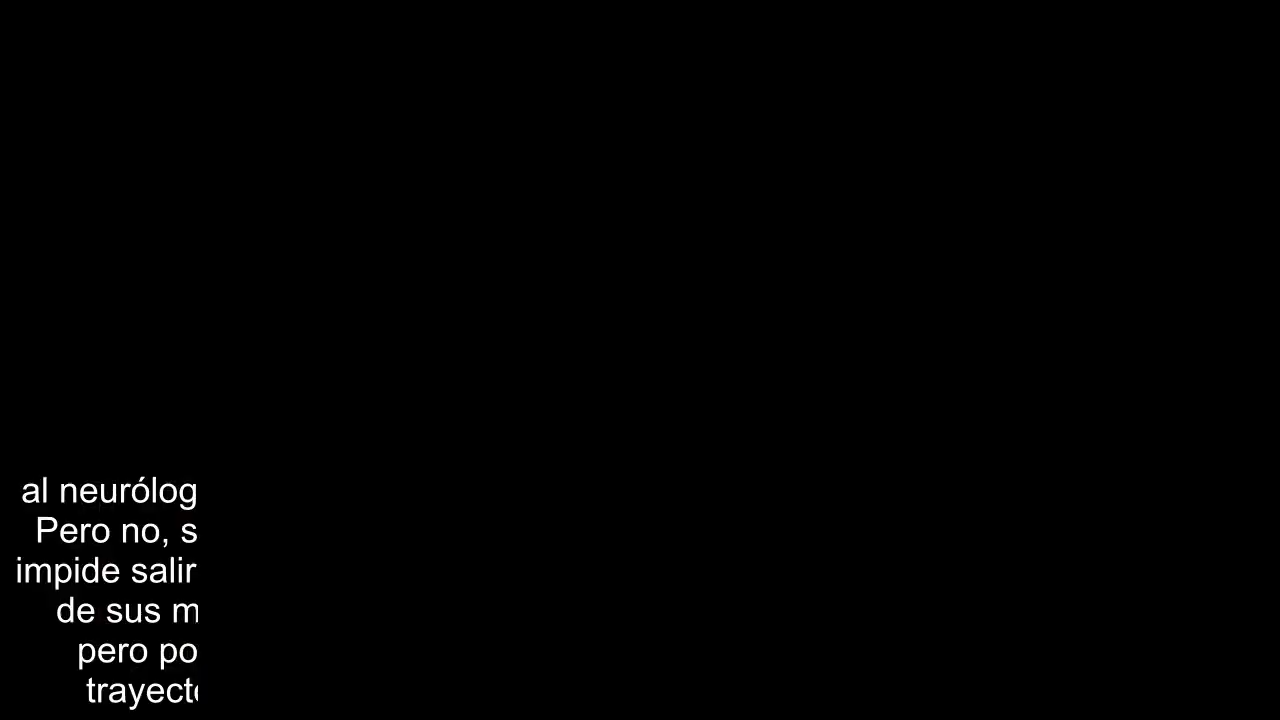 al neurólog
Pero no, s
impide salir
de sus m
pero po
trayect